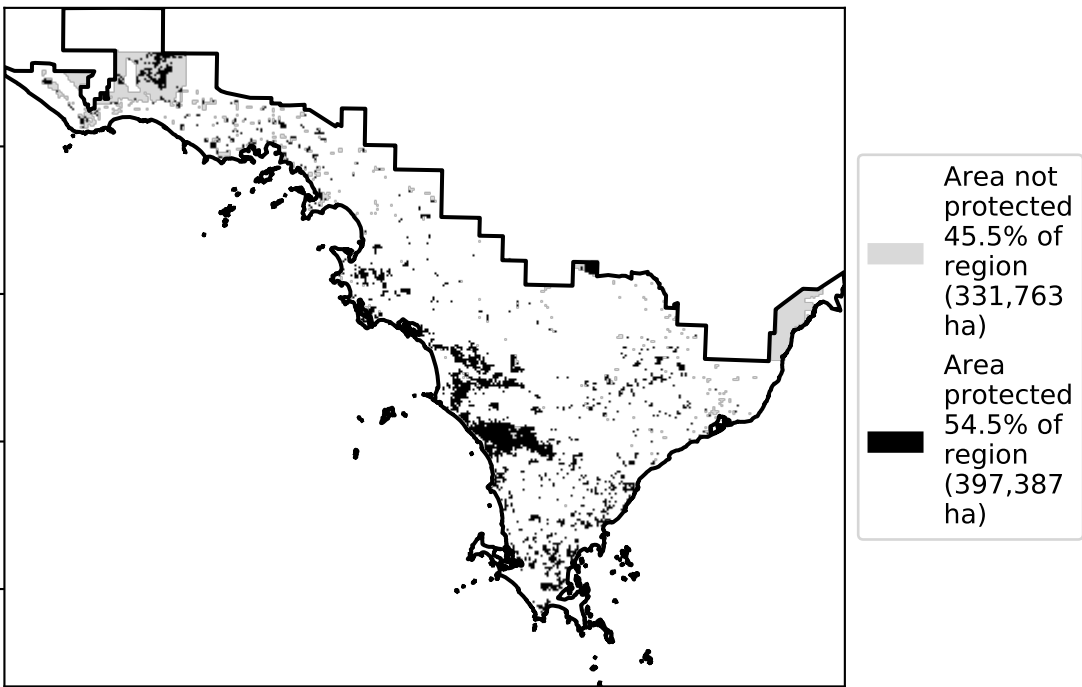 Area not
protected
45.5% of
region
(331,763
ha)
Area
protected
54.5% of
region
(397,387
ha)